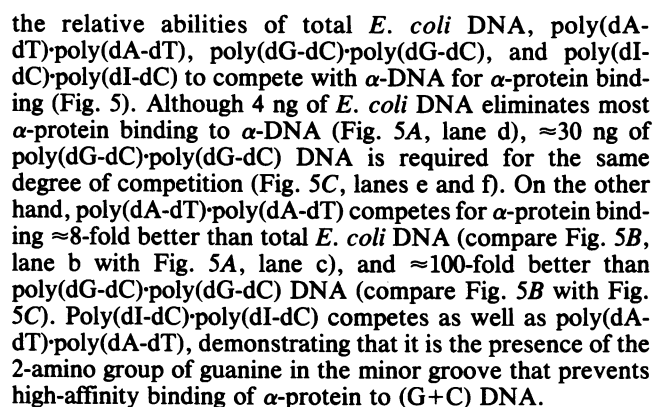 the relative abilities of total E. coli DNA, poly(dA-
dT)·poly(dA-dT), poly(dG-dC)·poly(dG-dC), and poly(dI-
dC)·poly(dI-dC) to compete with α-DNA for α-protein bind-
ing (Fig. 5). Although 4 ng of E. coli DNA eliminates most
α-protein binding to α-DNA (Fig. 5A, lane d), ≈30 ng of
poly(dG-dC)·poly(dG-dC) DNA is required for the same
degree of competition (Fig. 5C, lanes e and f). On the other
hand, poly(dA-dT)·poly(dA-dT) competes for α-protein bind-
ing ≈8-fold better than total E. coli DNA (compare Fig. 5B,
lane b with Fig. 5A, lane c), and ≈100-fold better than
poly(dG-dC)·poly(dG-dC) DNA (compare Fig. 5B with Fig.
5C). Poly(dI-dC)·poly(dI-dC) competes as well as poly(dA-
dT)·poly(dA-dT), demonstrating that it is the presence of the
2-amino group of guanine in the minor groove that prevents
high-affinity binding of α-protein to (G+C) DNA.